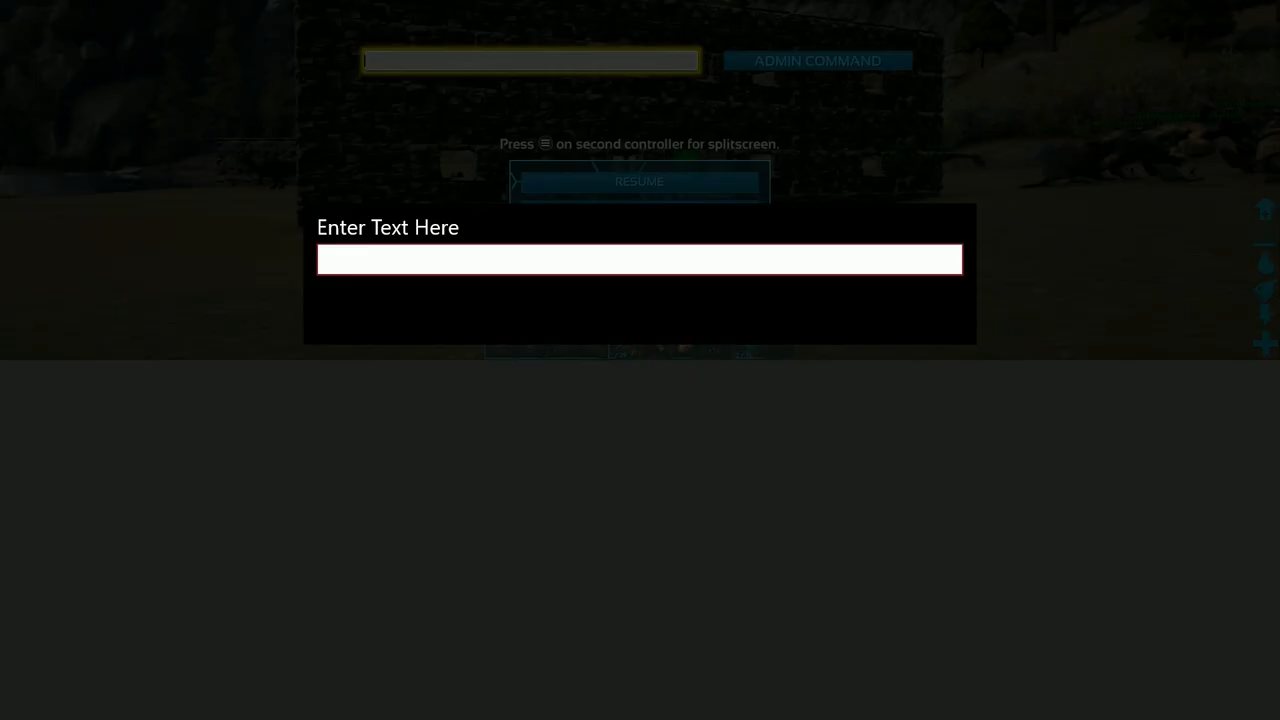 ADMIN COMMAND
Press ☰ on second controller for splitscreen.
RESUME
Enter Text Here